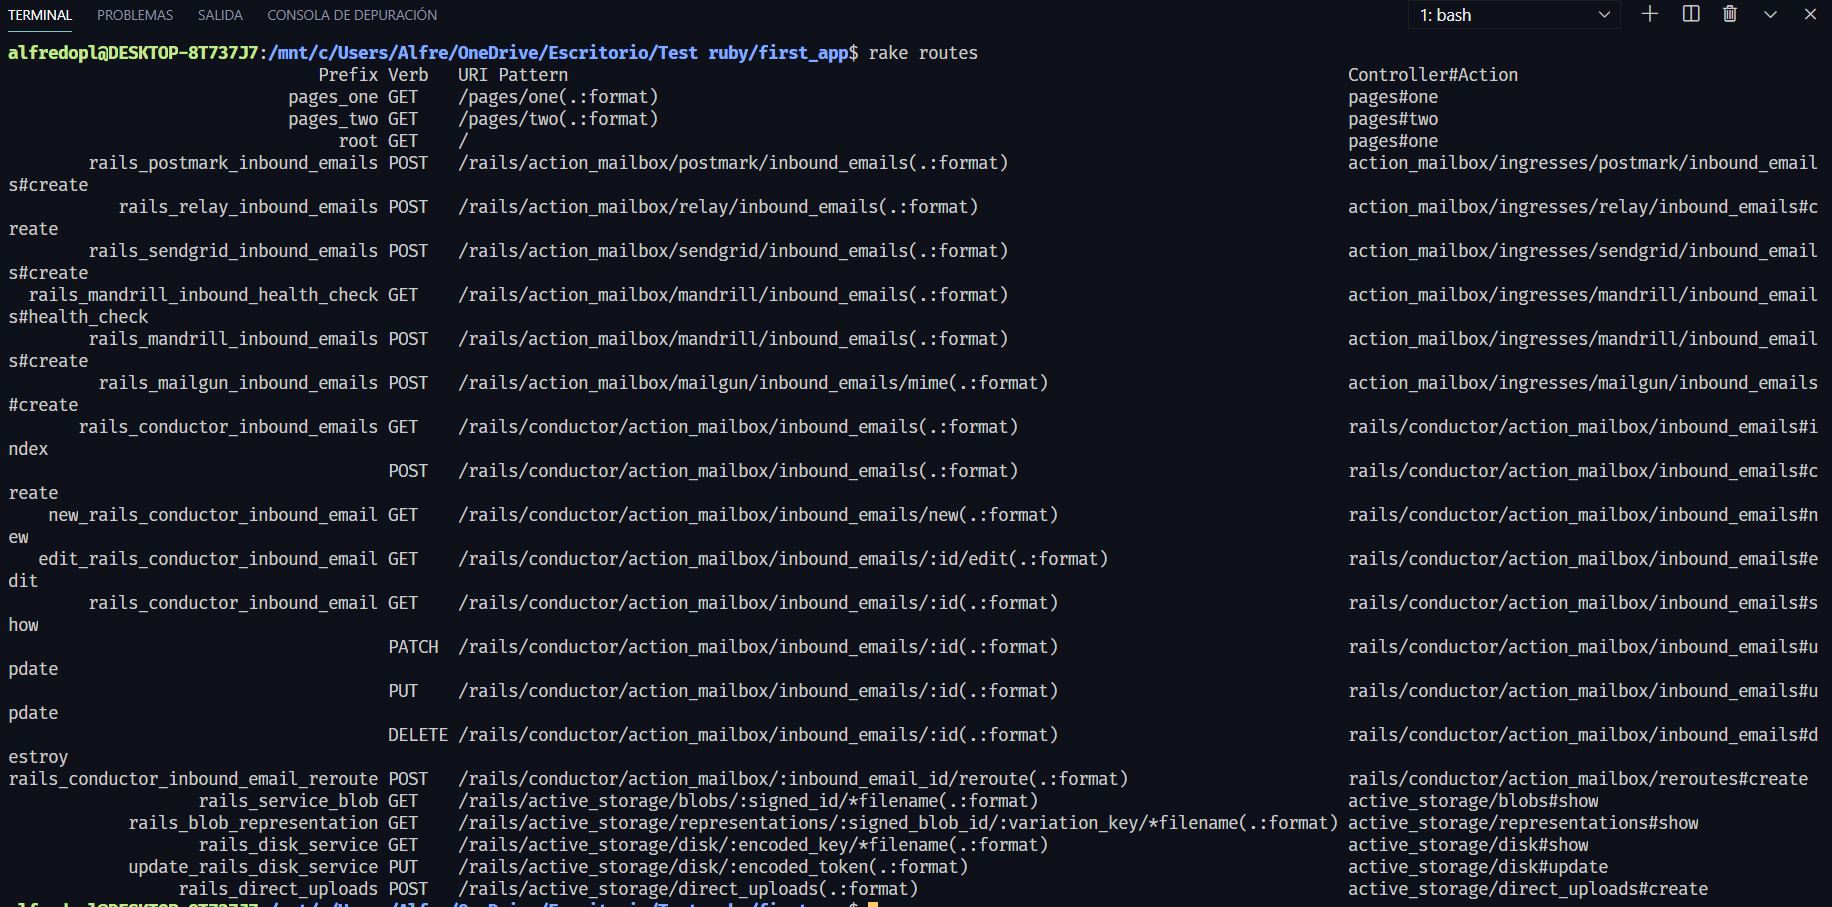 TERMINAL PROBLEMAS SALIDA CONSOLA DE DEPURACIÓN 1: bash
alfredopl@DESKTOP-8T737J7:/mnt/c/Users/Alfre/OneDrive/Escritorio/Test ruby/first_app$ rake routes
Prefix Verb URI Pattern Controller#Action
pages_one GET /pages/one(.:format) pages#one
pages_two GET /pages/two(.:format) pages#two
root GET / pages#one
rails_postmark_inbound_emails POST /rails/action_mailbox/postmark/inbound_emails(.:format) action_mailbox/ingresses/postmark/inbound_email
s#create
rails_relay_inbound_emails POST /rails/action_mailbox/relay/inbound_emails(.:format) action_mailbox/ingresses/relay/inbound_emails#c
reate
rails_sendgrid_inbound_emails POST /rails/action_mailbox/sendgrid/inbound_emails(.:format) action_mailbox/ingresses/sendgrid/inbound_email
s#create
rails_mandrill_inbound_health_check GET /rails/action_mailbox/mandrill/inbound_emails(.:format) action_mailbox/ingresses/mandrill/inbound_email
s#health_check
rails_mandrill_inbound_emails POST /rails/action_mailbox/mandrill/inbound_emails(.:format) action_mailbox/ingresses/mandrill/inbound_email
s#create
rails_mailgun_inbound_emails POST /rails/action_mailbox/mailgun/inbound_emails/mime(.:format) action_mailbox/ingresses/mailgun/inbound_emails
#create
rails_conductor_inbound_emails GET /rails/conductor/action_mailbox/inbound_emails(.:format) rails/conductor/action_mailbox/inbound_emails#i
ndex
POST /rails/conductor/action_mailbox/inbound_emails(.:format) rails/conductor/action_mailbox/inbound_emails#c
reate
new_rails_conductor_inbound_email GET /rails/conductor/action_mailbox/inbound_emails/new(.:format) rails/conductor/action_mailbox/inbound_emails#n
ew
edit_rails_conductor_inbound_email GET /rails/conductor/action_mailbox/inbound_emails/:id/edit(.:format) rails/conductor/action_mailbox/inbound_emails#e
dit
rails_conductor_inbound_email GET /rails/conductor/action_mailbox/inbound_emails/:id(.:format) rails/conductor/action_mailbox/inbound_emails#s
how
PATCH /rails/conductor/action_mailbox/inbound_emails/:id(.:format) rails/conductor/action_mailbox/inbound_emails#u
pdate
PUT /rails/conductor/action_mailbox/inbound_emails/:id(.:format) rails/conductor/action_mailbox/inbound_emails#u
pdate
DELETE /rails/conductor/action_mailbox/inbound_emails/:id(.:format) rails/conductor/action_mailbox/inbound_emails#d
estroy
rails_conductor_inbound_email_reroute POST /rails/conductor/action_mailbox/:inbound_email_id/reroute(.:format) rails/conductor/action_mailbox/reroutes#create
rails_service_blob GET /rails/active_storage/blobs/:signed_id/*filename(.:format) active_storage/blobs#show
rails_blob_representation GET /rails/active_storage/representations/:signed_blob_id/:variation_key/*filename(.:format) active_storage/representations#show
rails_disk_service GET /rails/active_storage/disk/:encoded_key/*filename(.:format) active_storage/disk#show
update_rails_disk_service PUT /rails/active_storage/disk/:encoded_token(.:format) active_storage/disk#update
rails_direct_uploads POST /rails/active_storage/direct_uploads(.:format) active_storage/direct_uploads#create